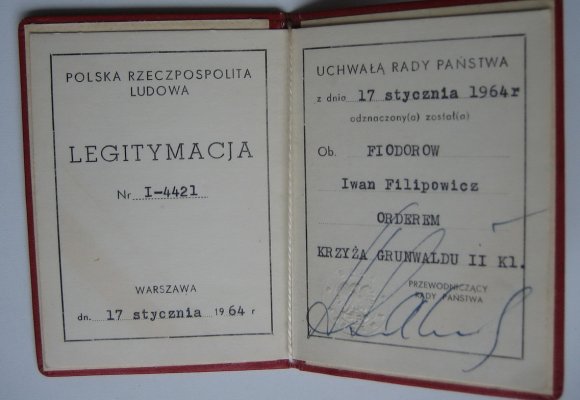 POLSKA RZECZPOSPOLITA
LUDOWA
LEGITYMACJA
Nr I-4421
WARSZAWA
dn. 17 stycznia 1964 r
UCHWAŁĄ RADY PAŃSTWA
z dnia 17 stycznia 1964r
odznaczony(a) został(a)
Ob. FIODOROW
Iwan Filipowicz
ORDEREM
KRZYŻA GRUNWALDU II Kl.
PRZEWODNICZĄCY
RADY PAŃSTWA